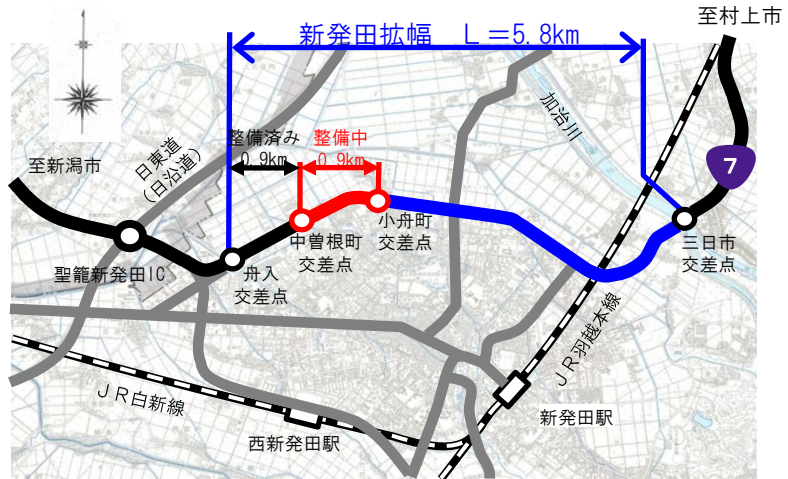 至村上市
新発田拡幅 L=5.8km
加治川
整備済み
0.9km
整備中
0.9km
日東道
(日沿道)
至新潟市
7
小舟町
交差点
中曽根町
交差点
三日市
交差点
聖籠新発田IC
舟入
交差点
JR羽越本線
JR白新線
新発田駅
西新発田駅